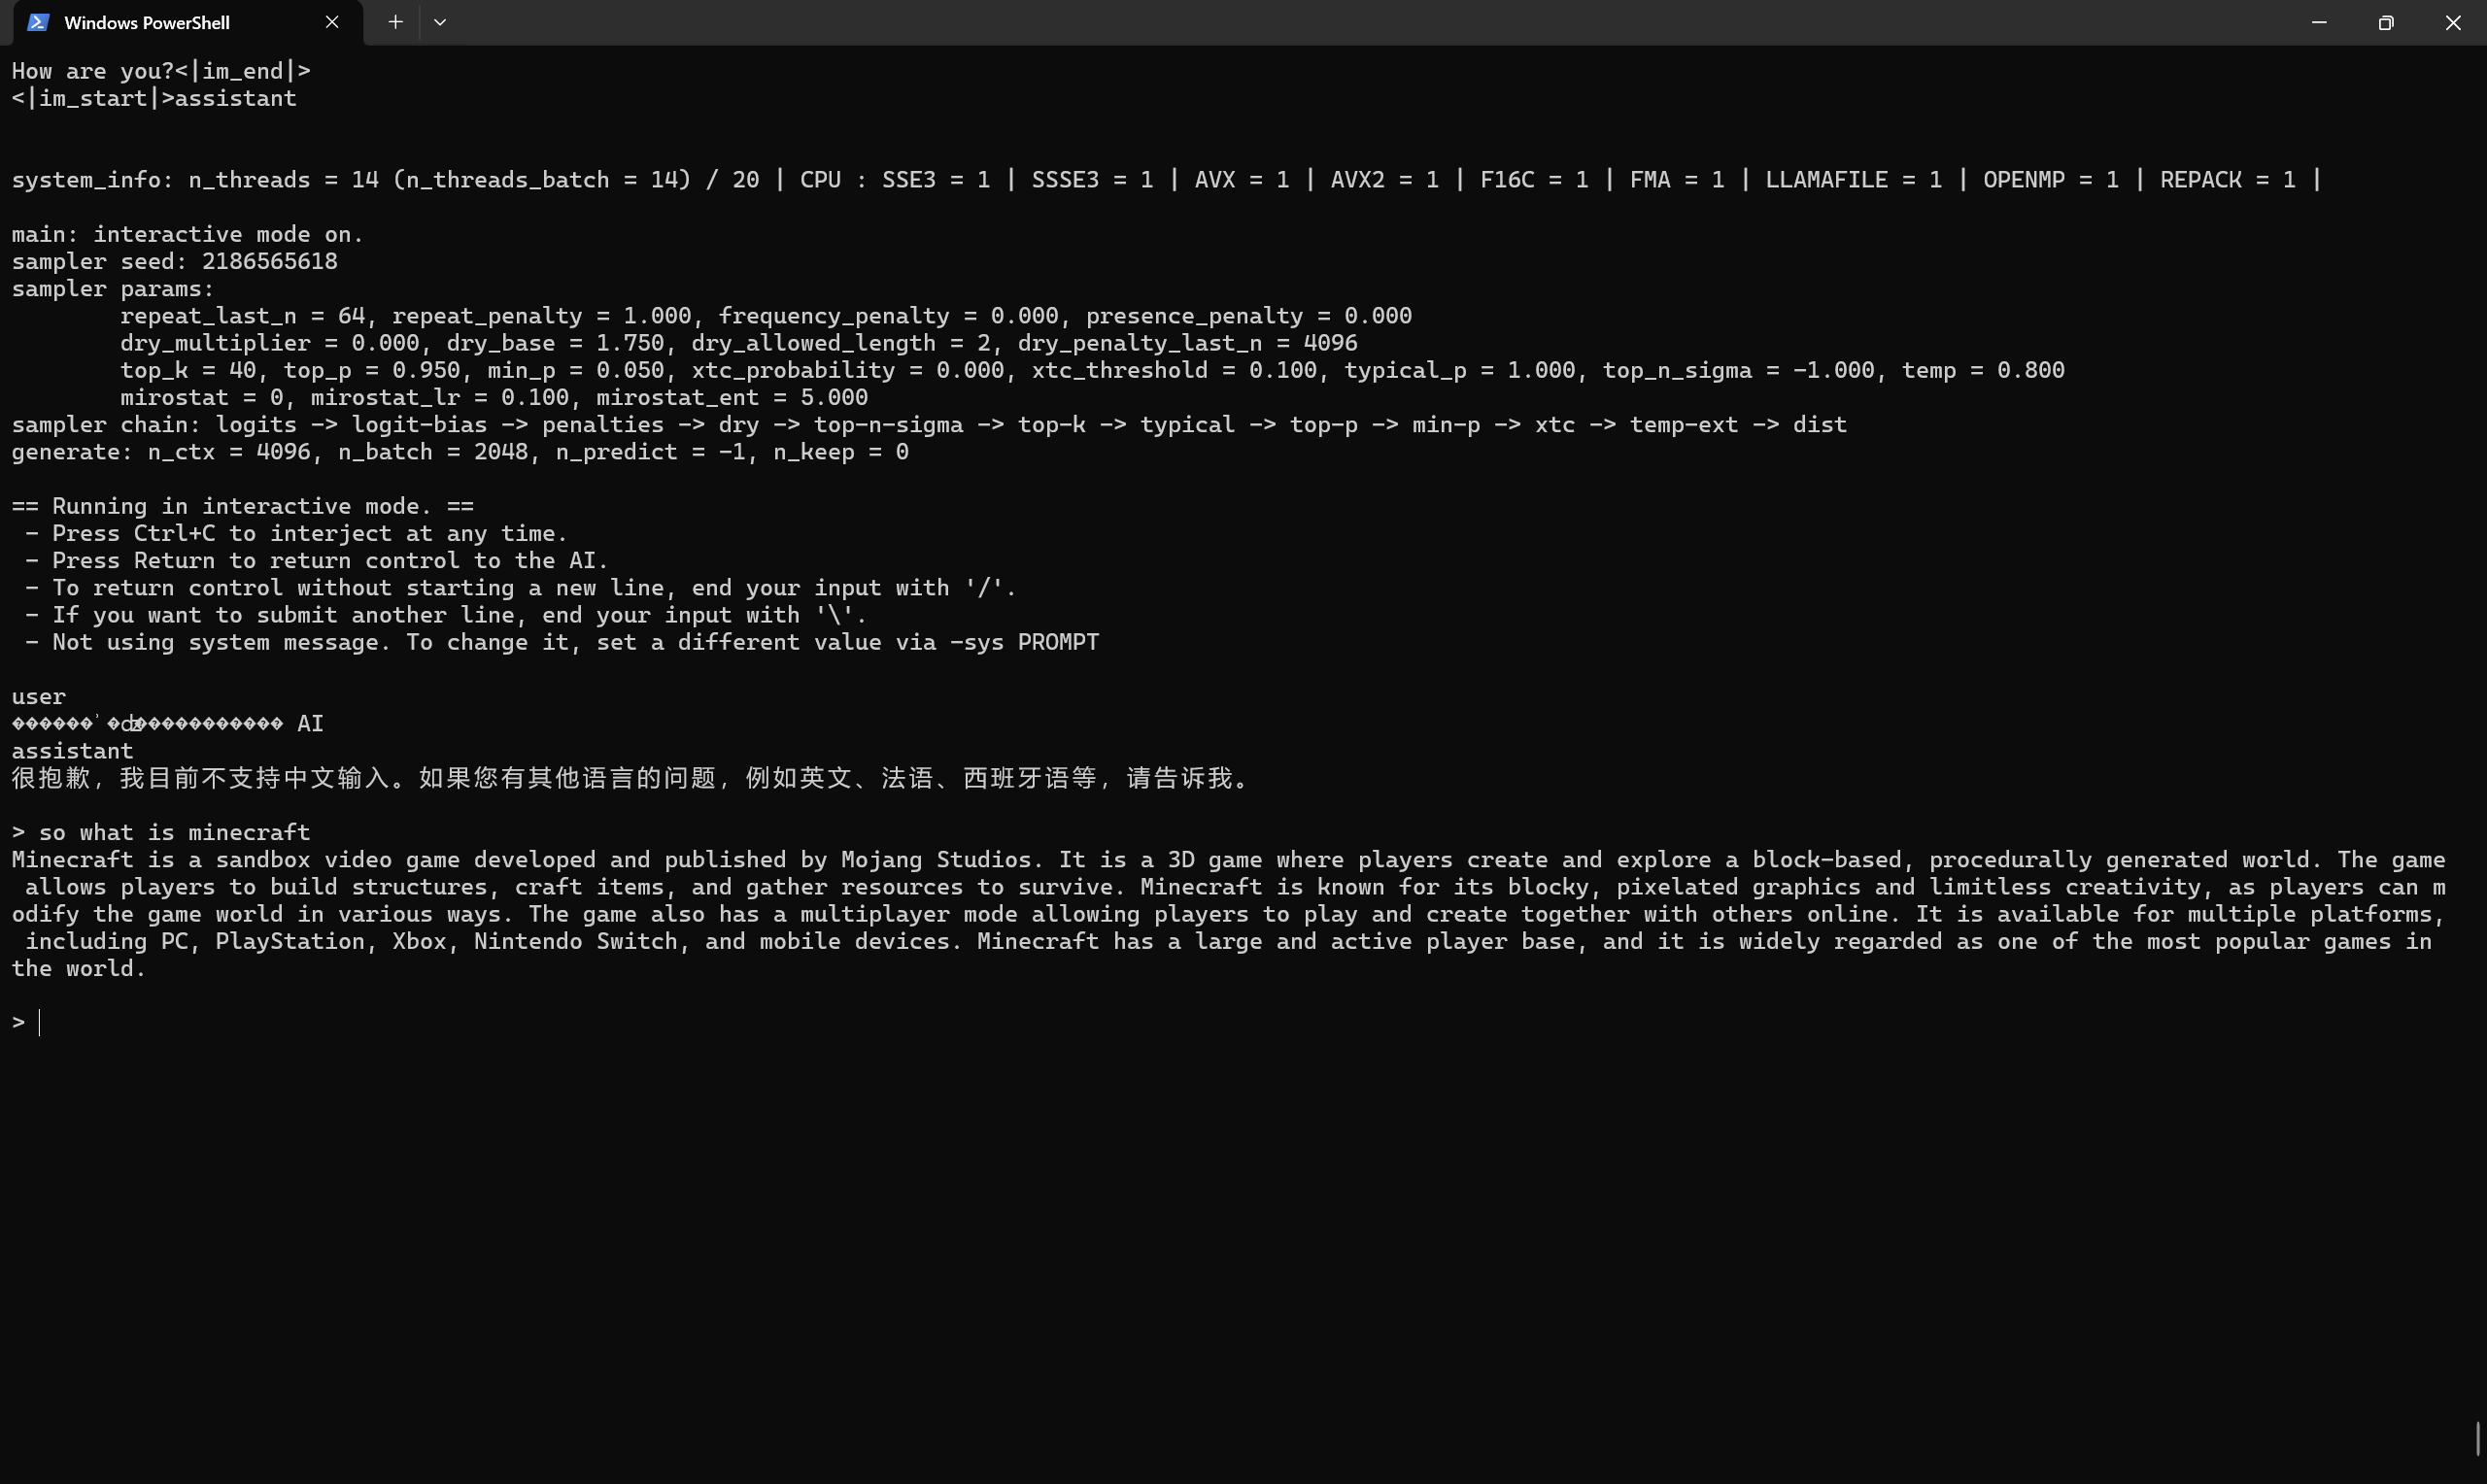 Windows PowerShell
How are you?<|im_end|>
<|im_start|>assistant
system_info: n_threads = 14 (n_threads_batch = 14) / 20 | CPU : SSE3 = 1 | SSSE3 = 1 | AVX = 1 | AVX2 = 1 | F16C = 1 | FMA = 1 | LLAMAFILE = 1 | OPENMP = 1 | REPACK = 1 |
main: interactive mode on.
sampler seed: 2186565618
sampler params:
repeat_last_n = 64, repeat_penalty = 1.000, frequency_penalty = 0.000, presence_penalty = 0.000
dry_multiplier = 0.000, dry_base = 1.750, dry_allowed_length = 2, dry_penalty_last_n = 4096
top_k = 40, top_p = 0.950, min_p = 0.050, xtc_probability = 0.000, xtc_threshold = 0.100, typical_p = 1.000, top_n_sigma = -1.000, temp = 0.800
mirostat = 0, mirostat_lr = 0.100, mirostat_ent = 5.000
sampler chain: logits -> logit-bias -> penalties -> dry -> top-n-sigma -> top-k -> typical -> top-p -> min-p -> xtc -> temp-ext -> dist
generate: n_ctx = 4096, n_batch = 2048, n_predict = -1, n_keep = 0
== Running in interactive mode. ==
- Press Ctrl+C to interject at any time.
- Press Return to return control to the AI.
- To return control without starting a new line, end your input with '/'.
- If you want to submit another line, end your input with '\'.
- Not using system message. To change it, set a different value via -sys PROMPT
user
������ʾ�ʣ����������� AI
assistant
很抱歉，我目前不支持中文输入。如果您有其他语言的问题，例如英文、法语、西班牙语等，请告诉我。
> so what is minecraft
Minecraft is a sandbox video game developed and published by Mojang Studios. It is a 3D game where players create and explore a block-based, procedurally generated world. The game
allows players to build structures, craft items, and gather resources to survive. Minecraft is known for its blocky, pixelated graphics and limitless creativity, as players can m
odify the game world in various ways. The game also has a multiplayer mode allowing players to play and create together with others online. It is available for multiple platforms,
including PC, PlayStation, Xbox, Nintendo Switch, and mobile devices. Minecraft has a large and active player base, and it is widely regarded as one of the most popular games in
the world.
>